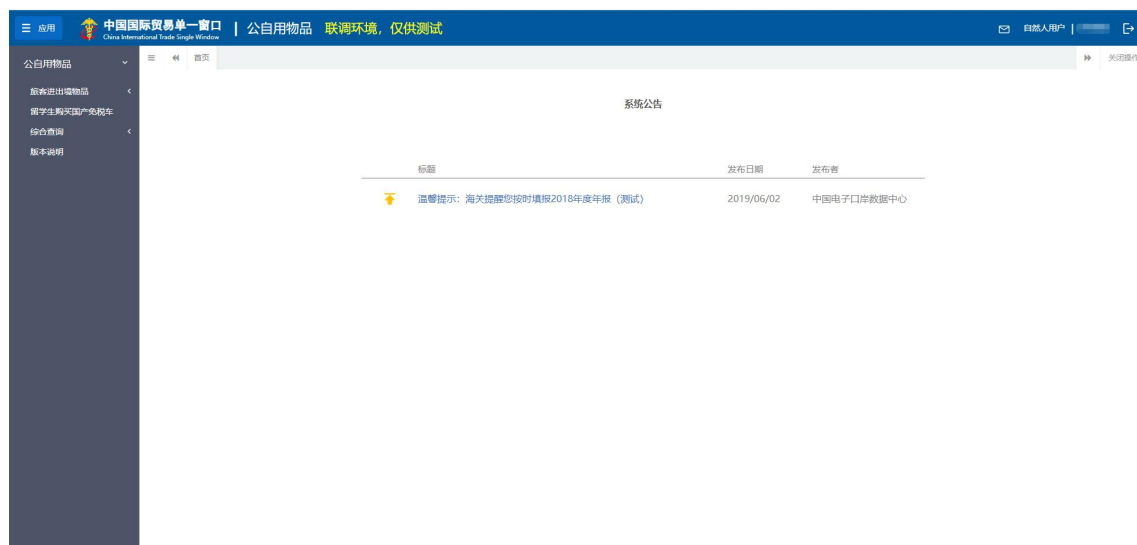 应用
中国国际贸易单一窗口 | 公自用物品 联调环境，仅供测试
China International Trade Single Window
自然人用户 |
公自用物品
首页
关闭操作
旅客进出境物品
留学生购买国产免税车
综合查询
版本说明
系统公告
标题 发布日期 发布者
温馨提示：海关提醒您按时填报2018年度年报（测试） 2019/06/02 中国电子口岸数据中心